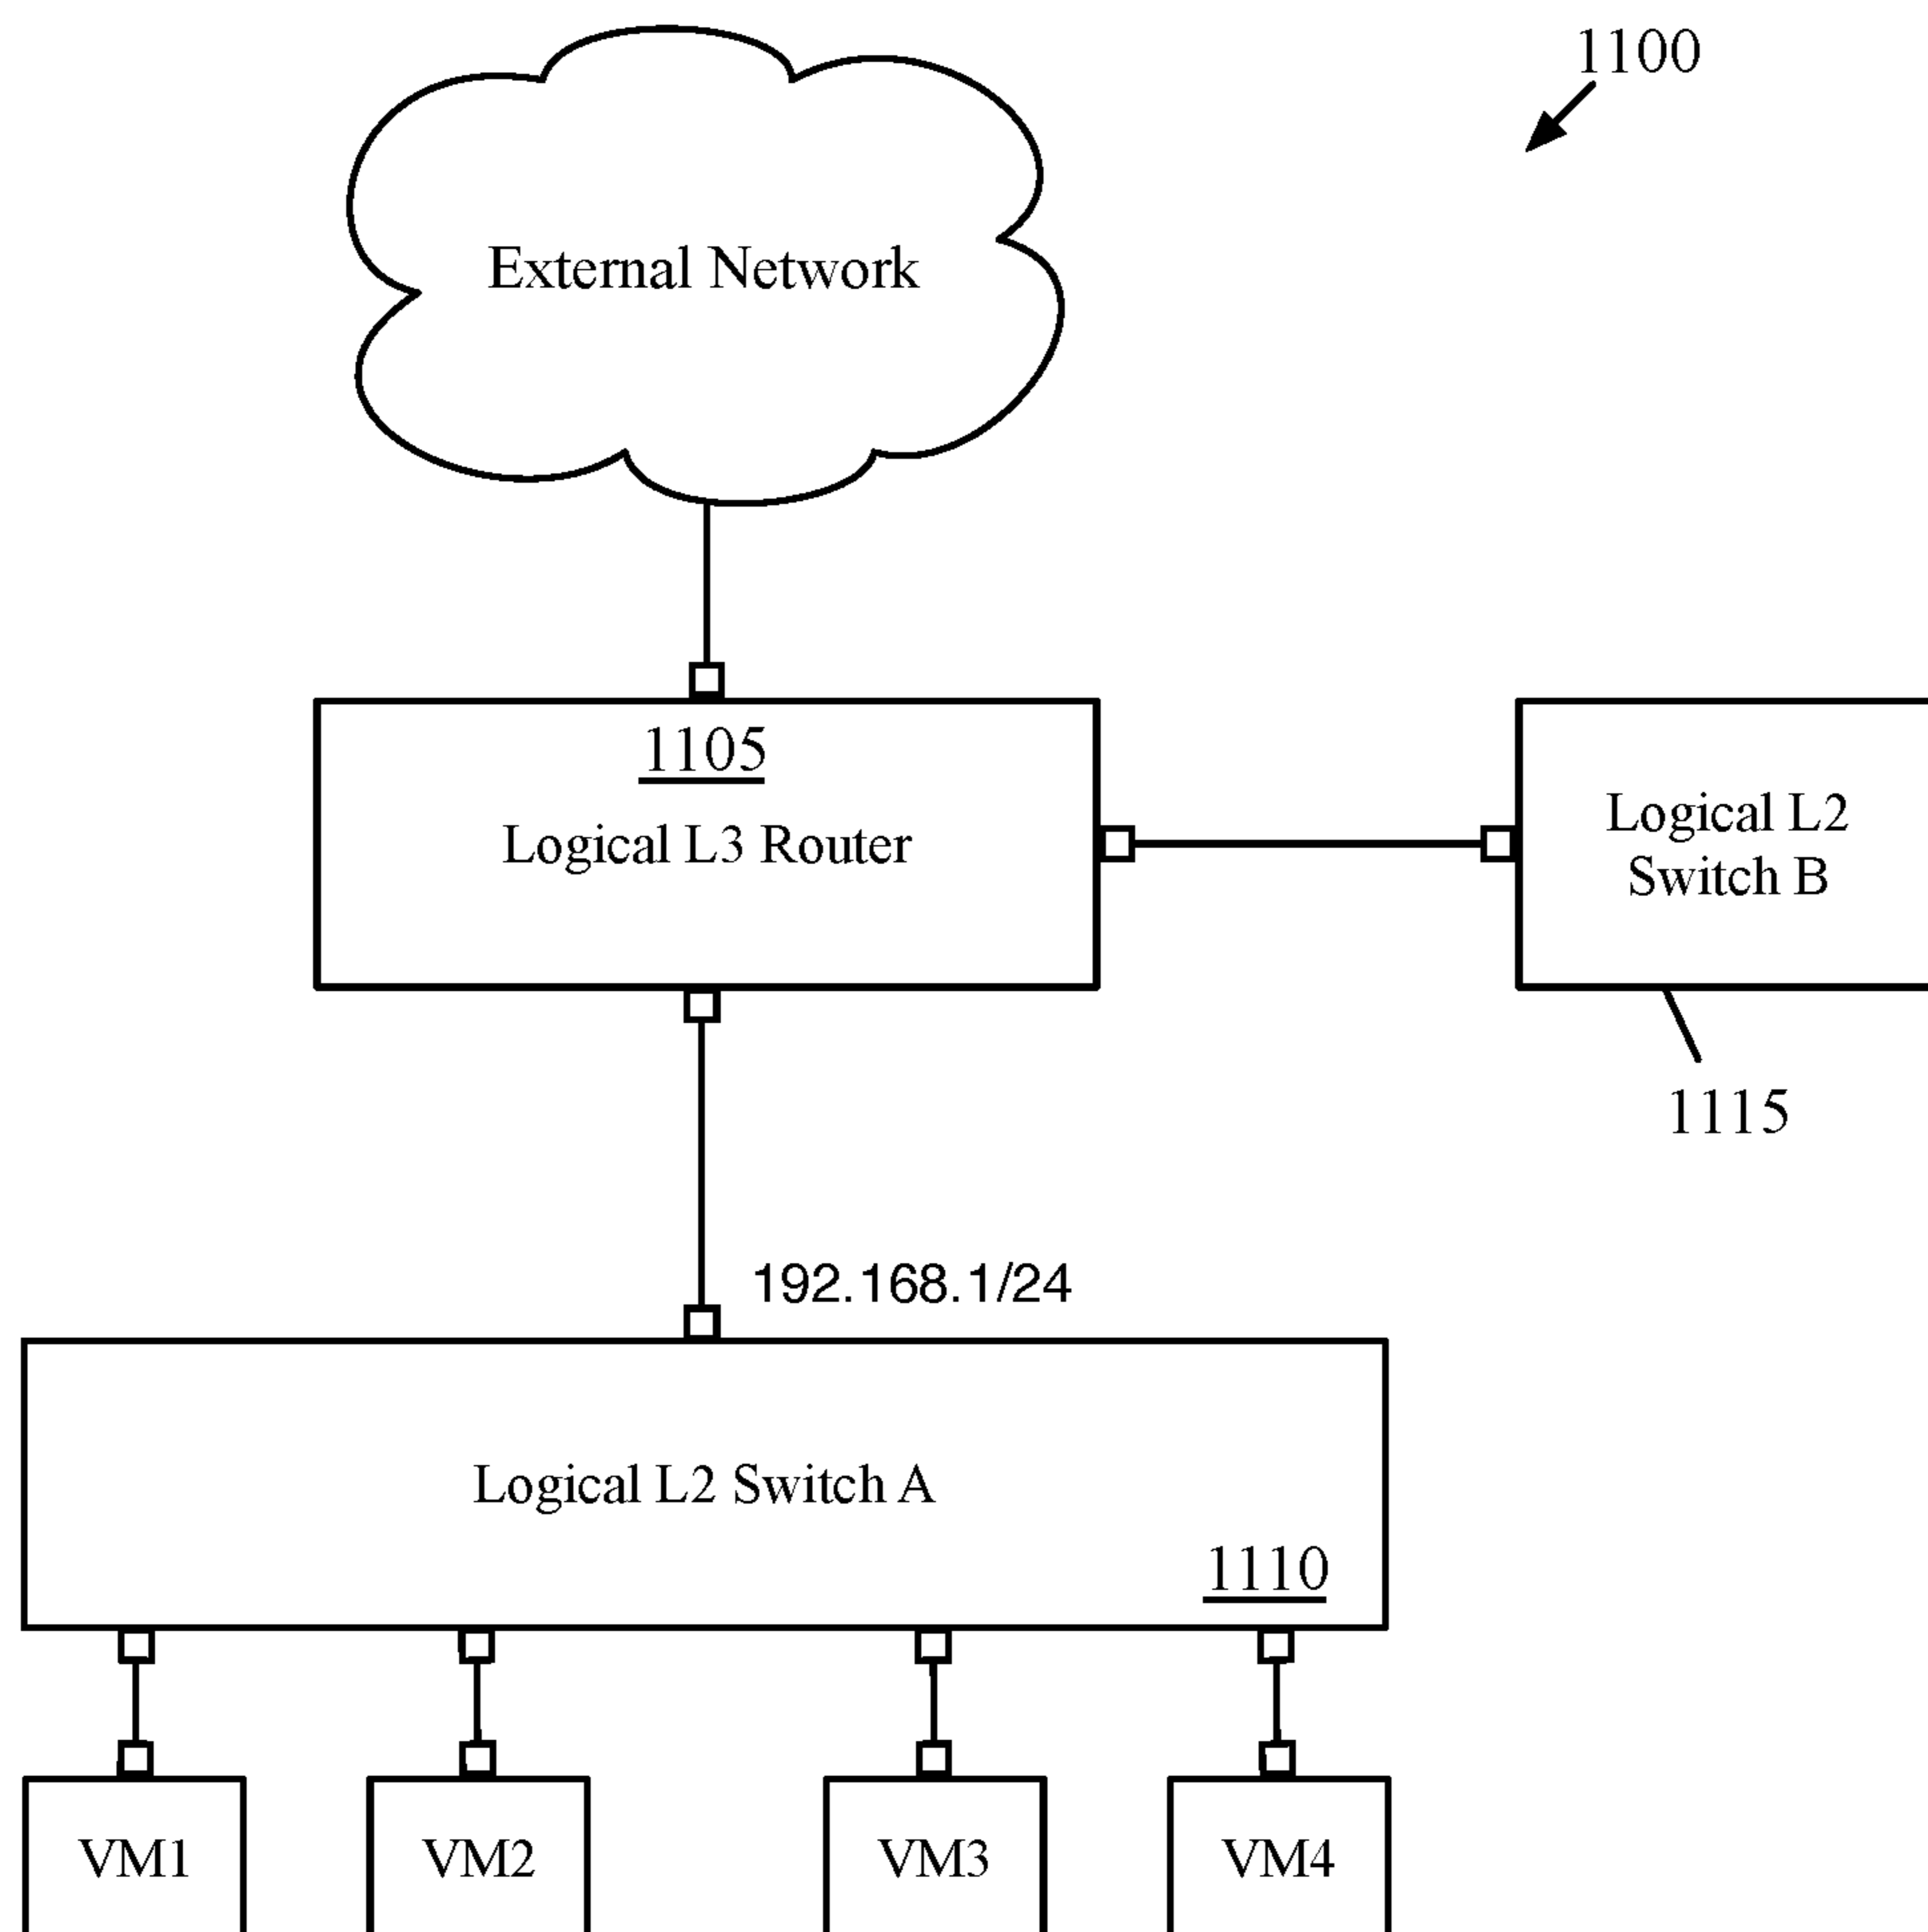 1100
External Network
1105
Logical L3 Router
Logical L2
Switch B
1115
192.168.1/24
Logical L2 Switch A
1110
VM1
VM2
VM3
VM4